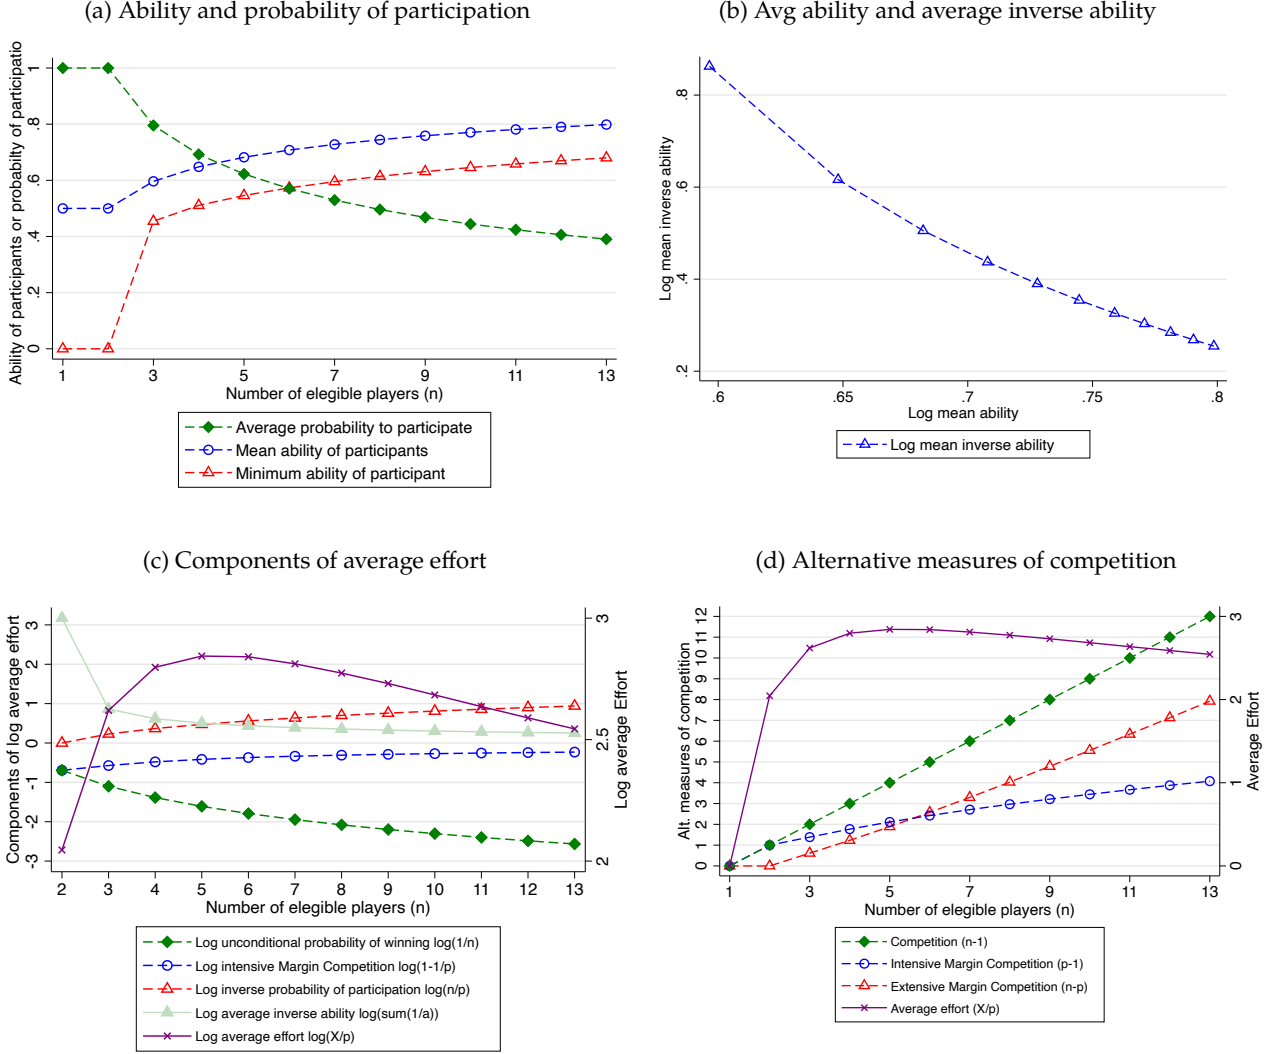 (a) Ability and probability of participation
Ability of participants or probability of participatio
1
.8
.6
.4
.2
0
1 3 5 7 9 11 13
Number of elegible players (n)
Average probability to participate
Mean ability of participants
Minimum ability of participant
(b) Avg ability and average inverse ability
Log mean inverse ability
.8
.6
.4
.2
.6 .65 .7 .75 .8
Log mean ability
Log mean inverse ability
(c) Components of average effort
Components of log average effort
3
2
1
0
-1
-2
-3
3
2.5
2
Log average Effort
2 3 4 5 6 7 8 9 10 11 12 13
Number of elegible players (n)
Log unconditional probability of winning log(1/n)
Log intensive Margin Competition log(1-1/p)
Log inverse probability of participation log(n/p)
Log average inverse ability log(sum(1/a))
Log average effort log(X/p)
(d) Alternative measures of competition
Alt. measures of competition
12
11
10
9
8
7
6
5
4
3
2
1
0
3
2
1
0
Average Effort
1 3 5 7 9 11 13
Number of elegible players (n)
Competition (n-1)
Intensive Margin Competition (p-1)
Extensive Margin Competition (n-p)
Average effort (X/p)